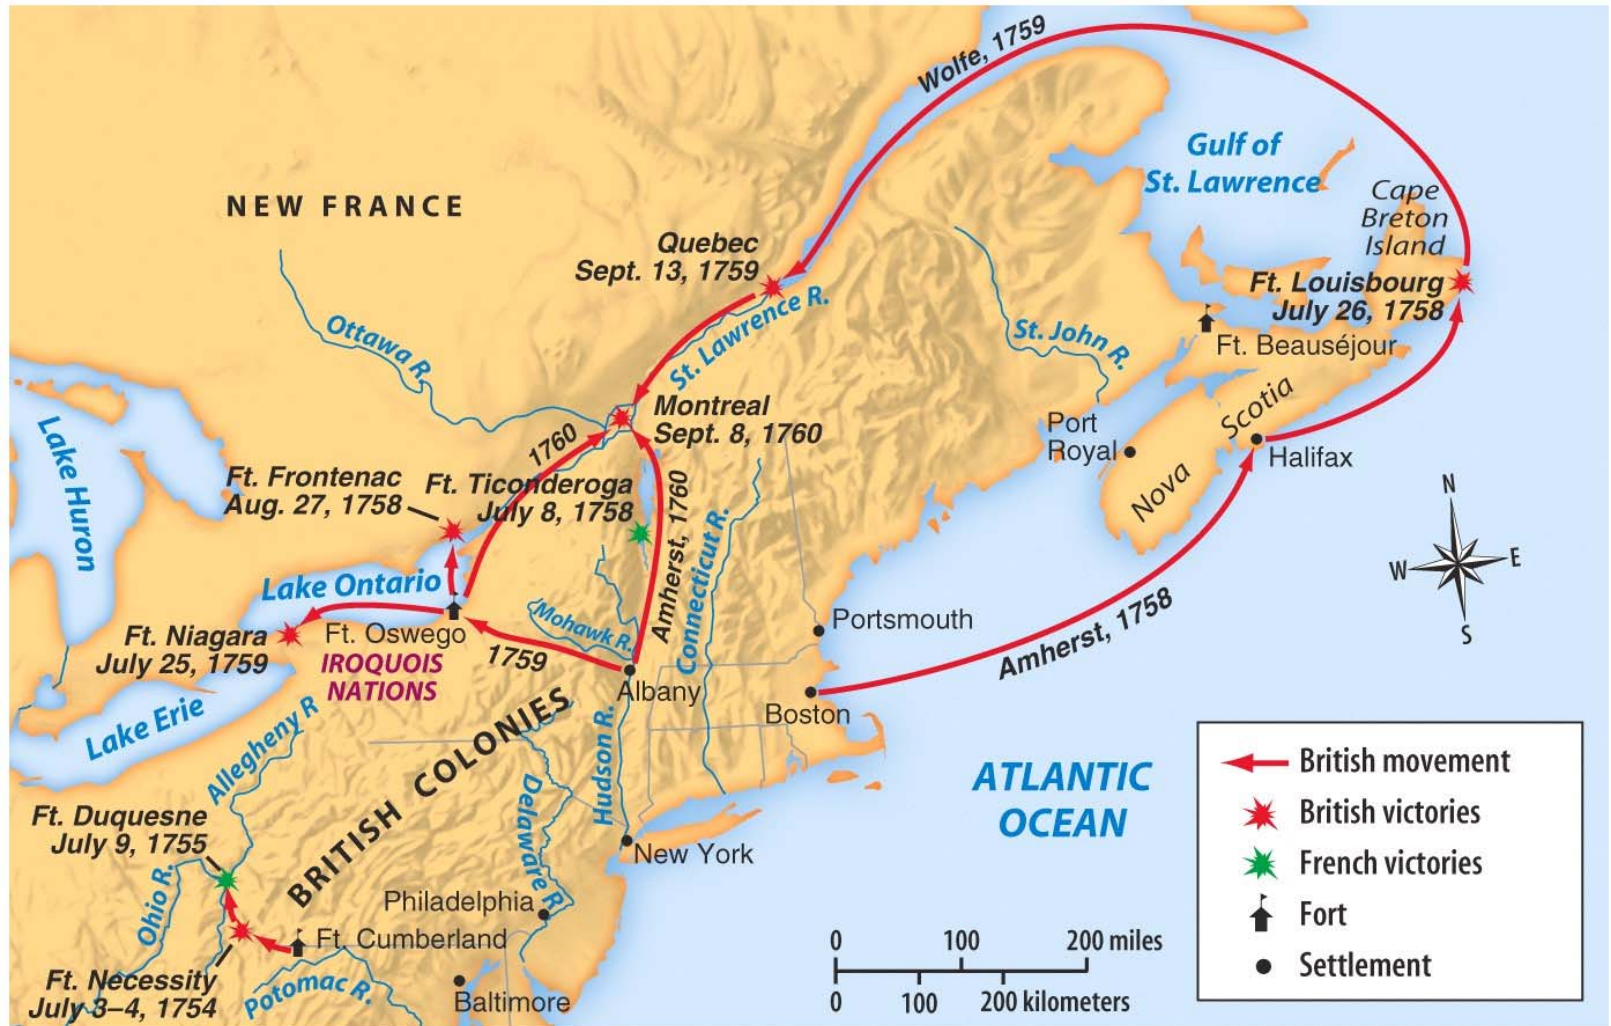 Wolfe, 1759
Gulf of
St. Lawrence
Cape
Breton
Island
NEW FRANCE
Quebec
Sept. 13, 1759
Ft. Louisbourg
July 26, 1758
St. Lawrence R.
Ottawa R.
St. John R.
Ft. Beauséjour
Montreal
Sept. 8, 1760
1760
Scotia
Nova
Port
Royal
Halifax
Lake Huron
Ft. Frontenac
Aug. 27, 1758
Ft. Ticonderoga
July 8, 1758
Amherst, 1760
Connecticut R.
N
W
E
S
Lake Ontario
Mohawk R.
Portsmouth
Ft. Niagara
July 25, 1759
Ft. Oswego
IROQUOIS
NATIONS
1759
Albany
Amherst, 1758
Boston
Lake Erie
Allegheny R
Hudson R.
BRITISH COLONIES
Delaware R.
ATLANTIC
OCEAN
Ft. Duquesne
July 9, 1755
New York
Ohio R.
Philadelphia
Ft. Cumberland
Ft. Necessity
July 3–4, 1754
Potomac R.
Baltimore
0 100 200 miles
0 100 200 kilometers
British movement
British victories
French victories
Fort
Settlement